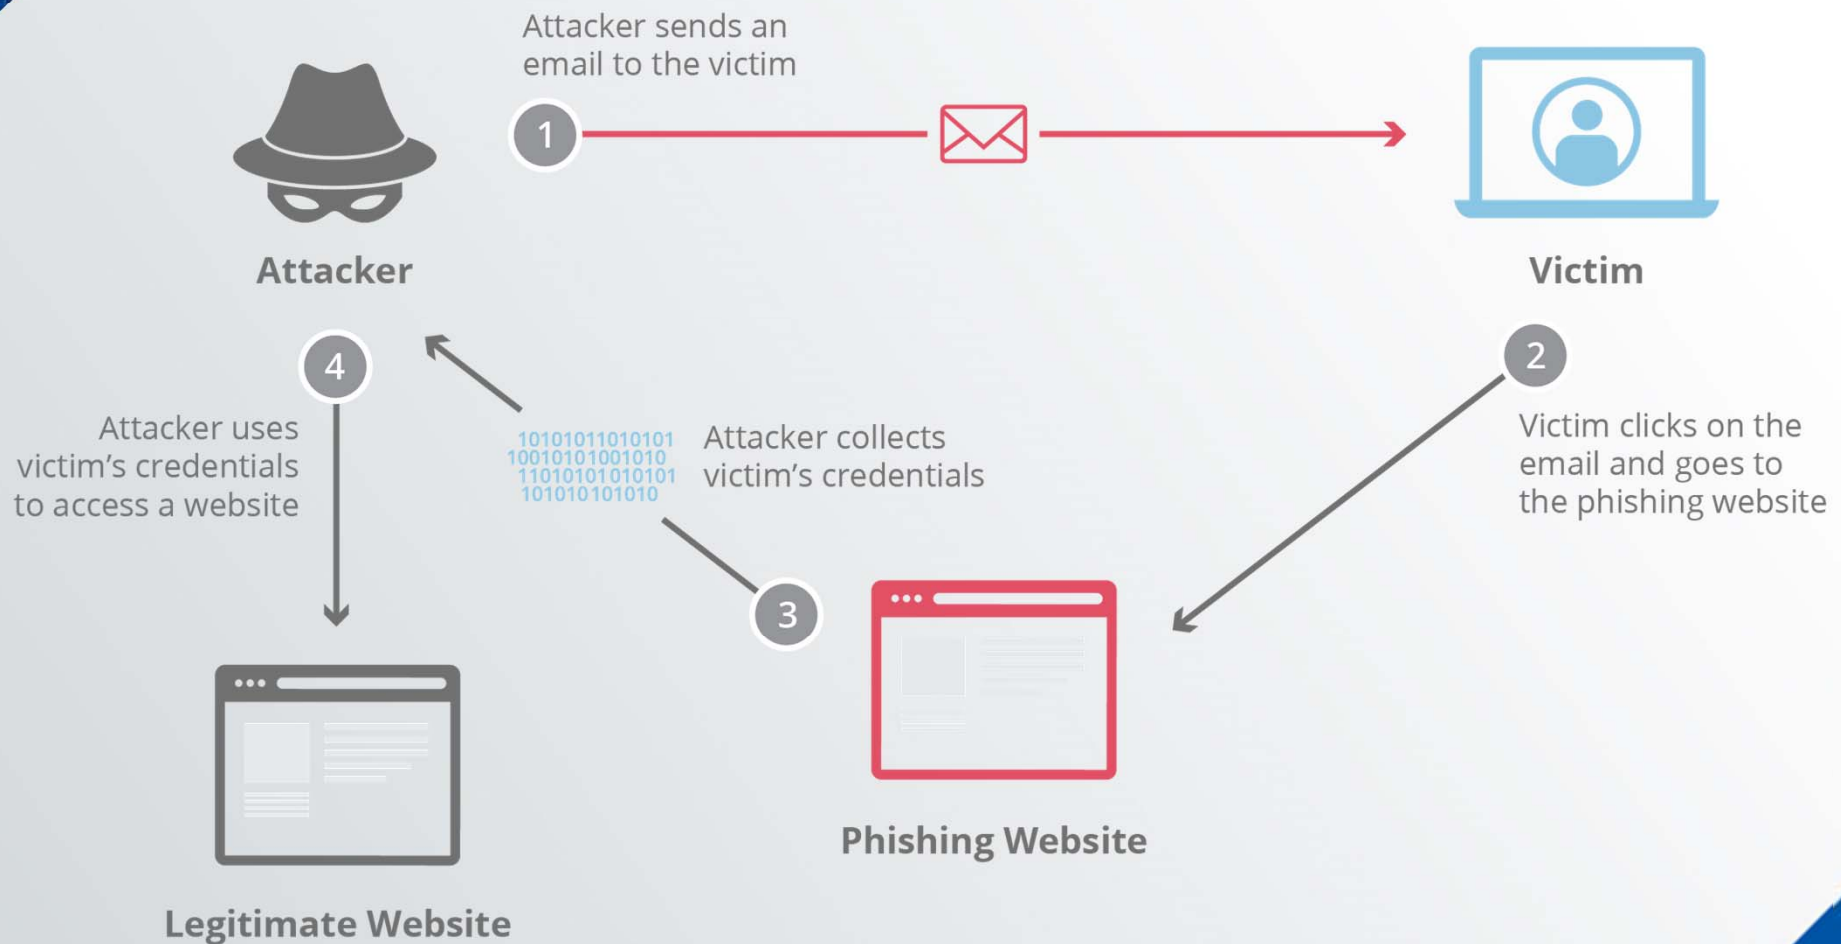 Attacker sends an
email to the victim
1
Attacker
Victim
4
2
Attacker uses
victim’s credentials
to access a website
10101011010101
10010101001010
11010101010101
101010101010
Attacker collects
victim’s credentials
Victim clicks on the
email and goes to
the phishing website
3
Phishing Website
Legitimate Website